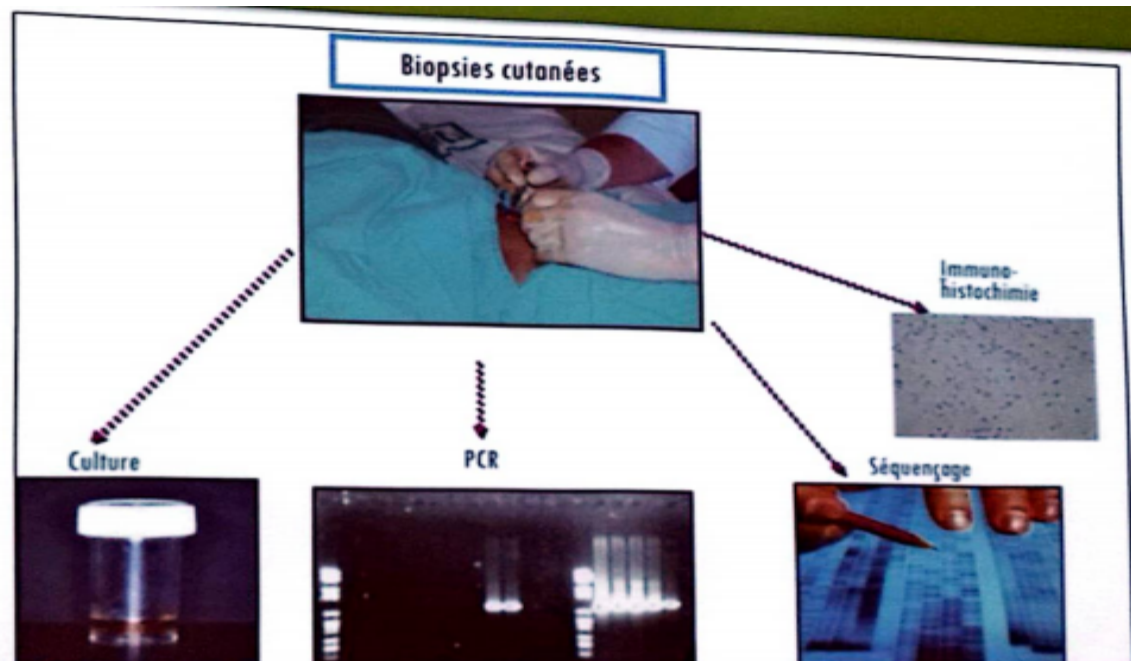 Biopsies cutanées
Immuno-
histochimie
Culture
PCR
Séquençage